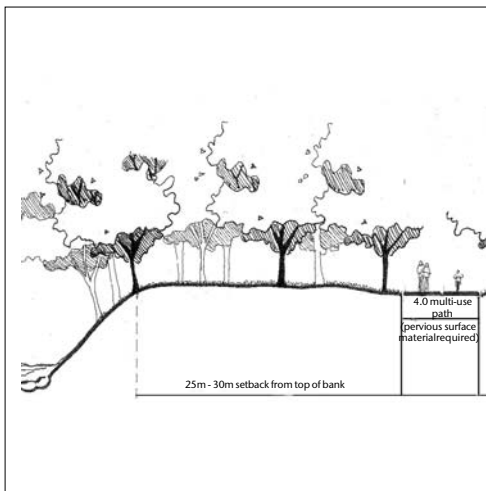 4.0 multi-use
path
(pervious surface
materialrequired)
25m - 30m setback from top of bank